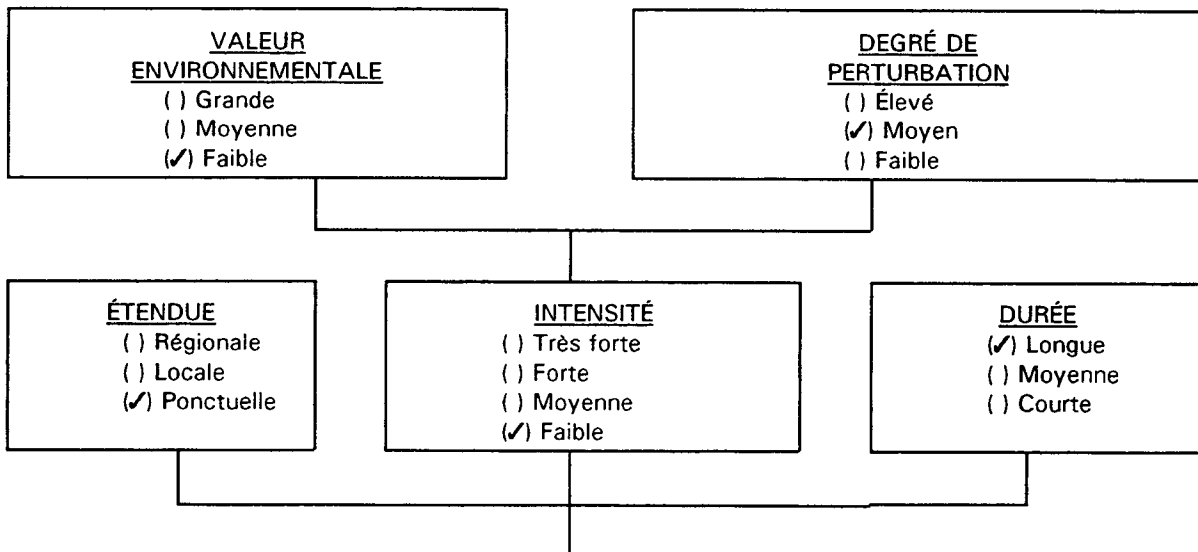 VALEUR
ENVIRONNEMENTALE
( ) Grande
( ) Moyenne
(✓) Faible
DEGRÉ DE
PERTURBATION
( ) Élevé
(✓) Moyen
( ) Faible
ÉTENDUE
( ) Régionale
( ) Locale
(✓) Ponctuelle
INTENSITÉ
( ) Très forte
( ) Forte
( ) Moyenne
(✓) Faible
DURÉE
(✓) Longue
( ) Moyenne
( ) Courte